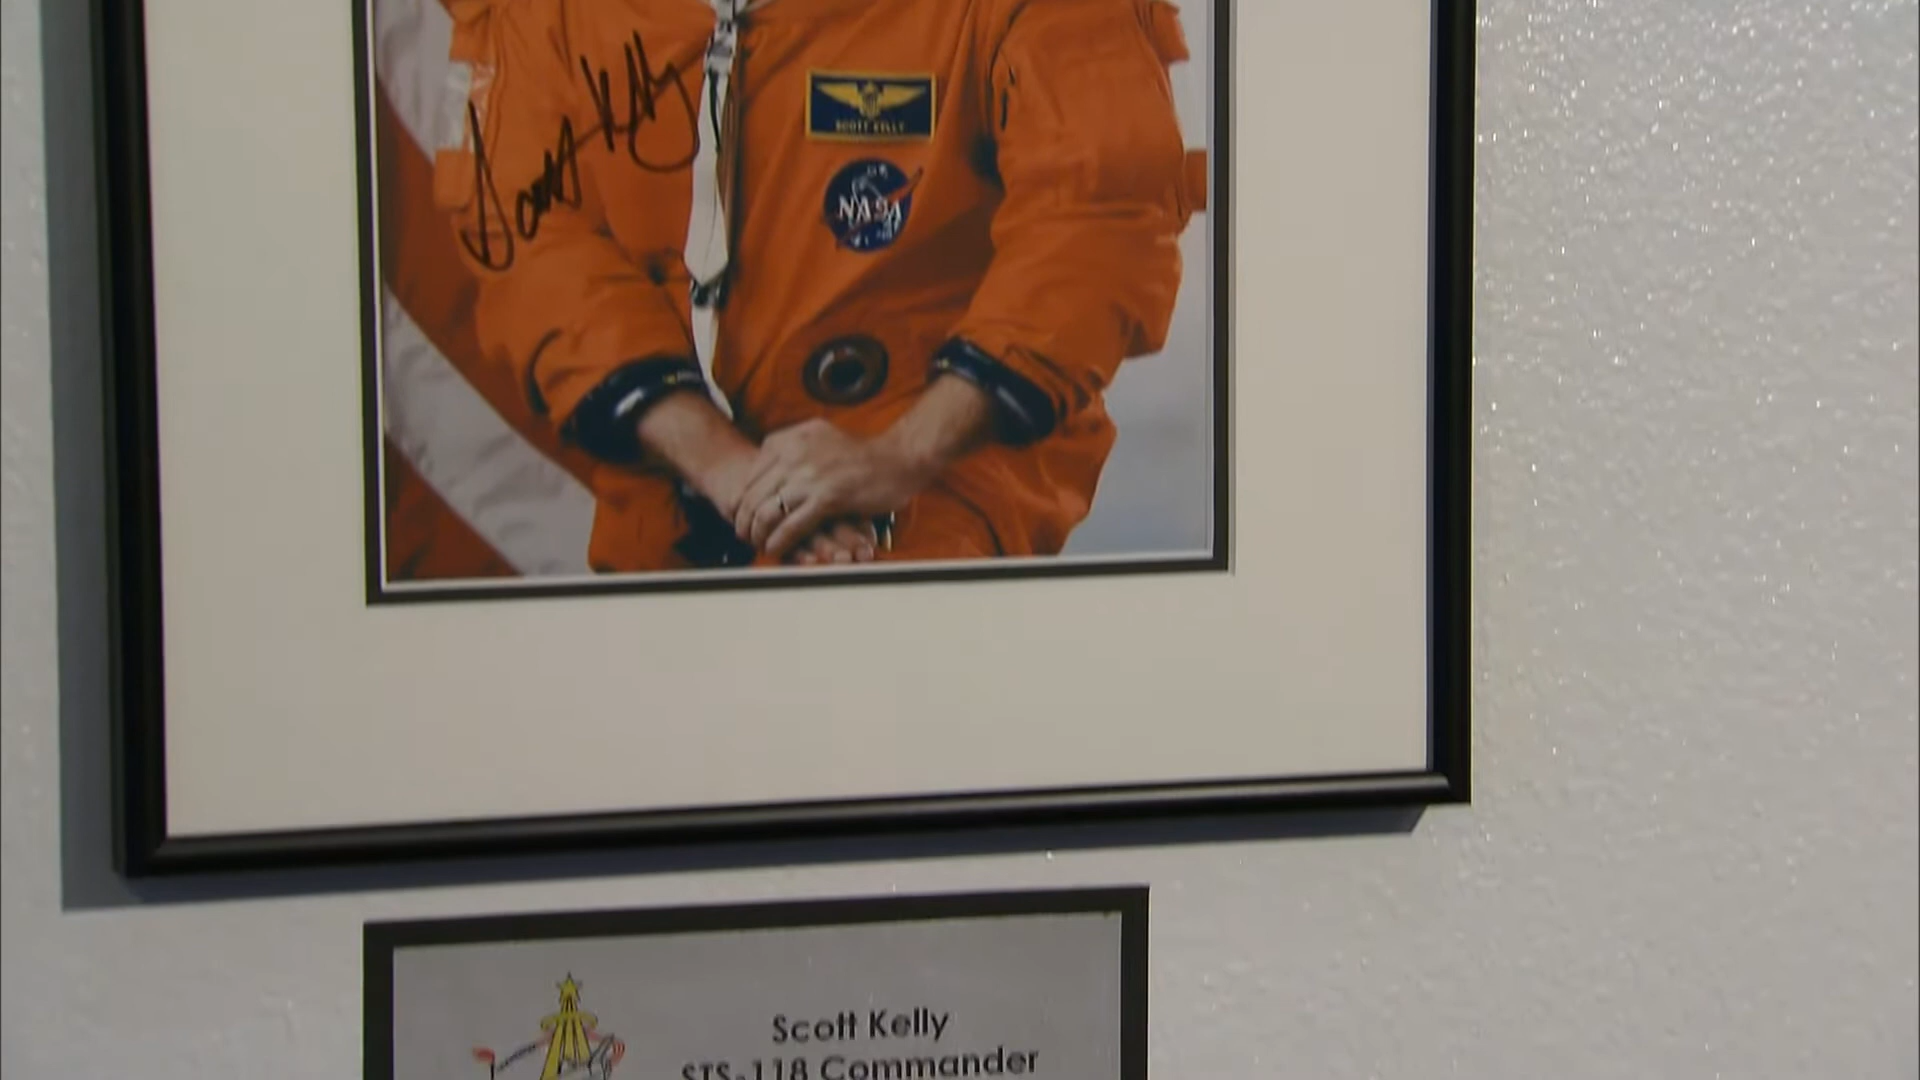 Scott Kelly
SCOTT KELLY
NASA
Scott Kelly
STS-118 Commander